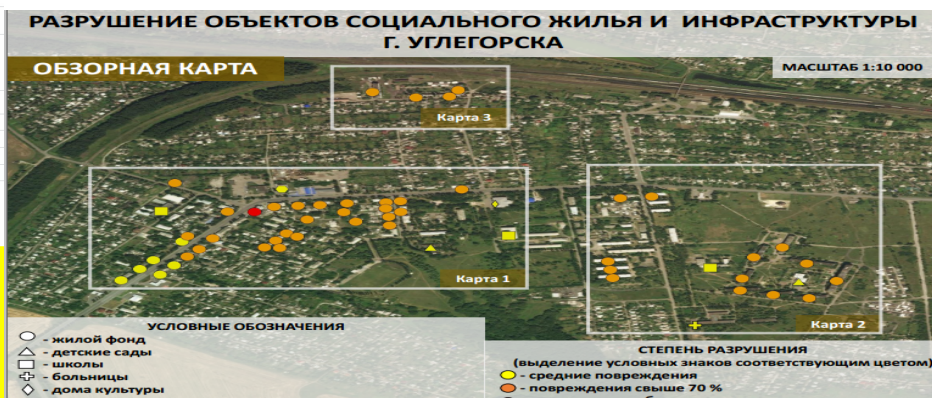 РАЗРУШЕНИЕ ОБЪЕКТОВ СОЦИАЛЬНОГО ЖИЛЬЯ И ИНФРАСТРУКТУРЫ
Г. УГЛЕГОРСКА
ОБЗОРНАЯ КАРТА
МАСШТАБ 1:10 000
Карта 3
Карта 1
Карта 2
УСЛОВНЫЕ ОБОЗНАЧЕНИЯ
- жилой фонд
- детские сады
- школы
- больницы
- дома культуры
СТЕПЕНЬ РАЗРУШЕНИЯ
(выделение условных знаков соответствующим цветом)
- средние повреждения
- повреждения свыше 70 %